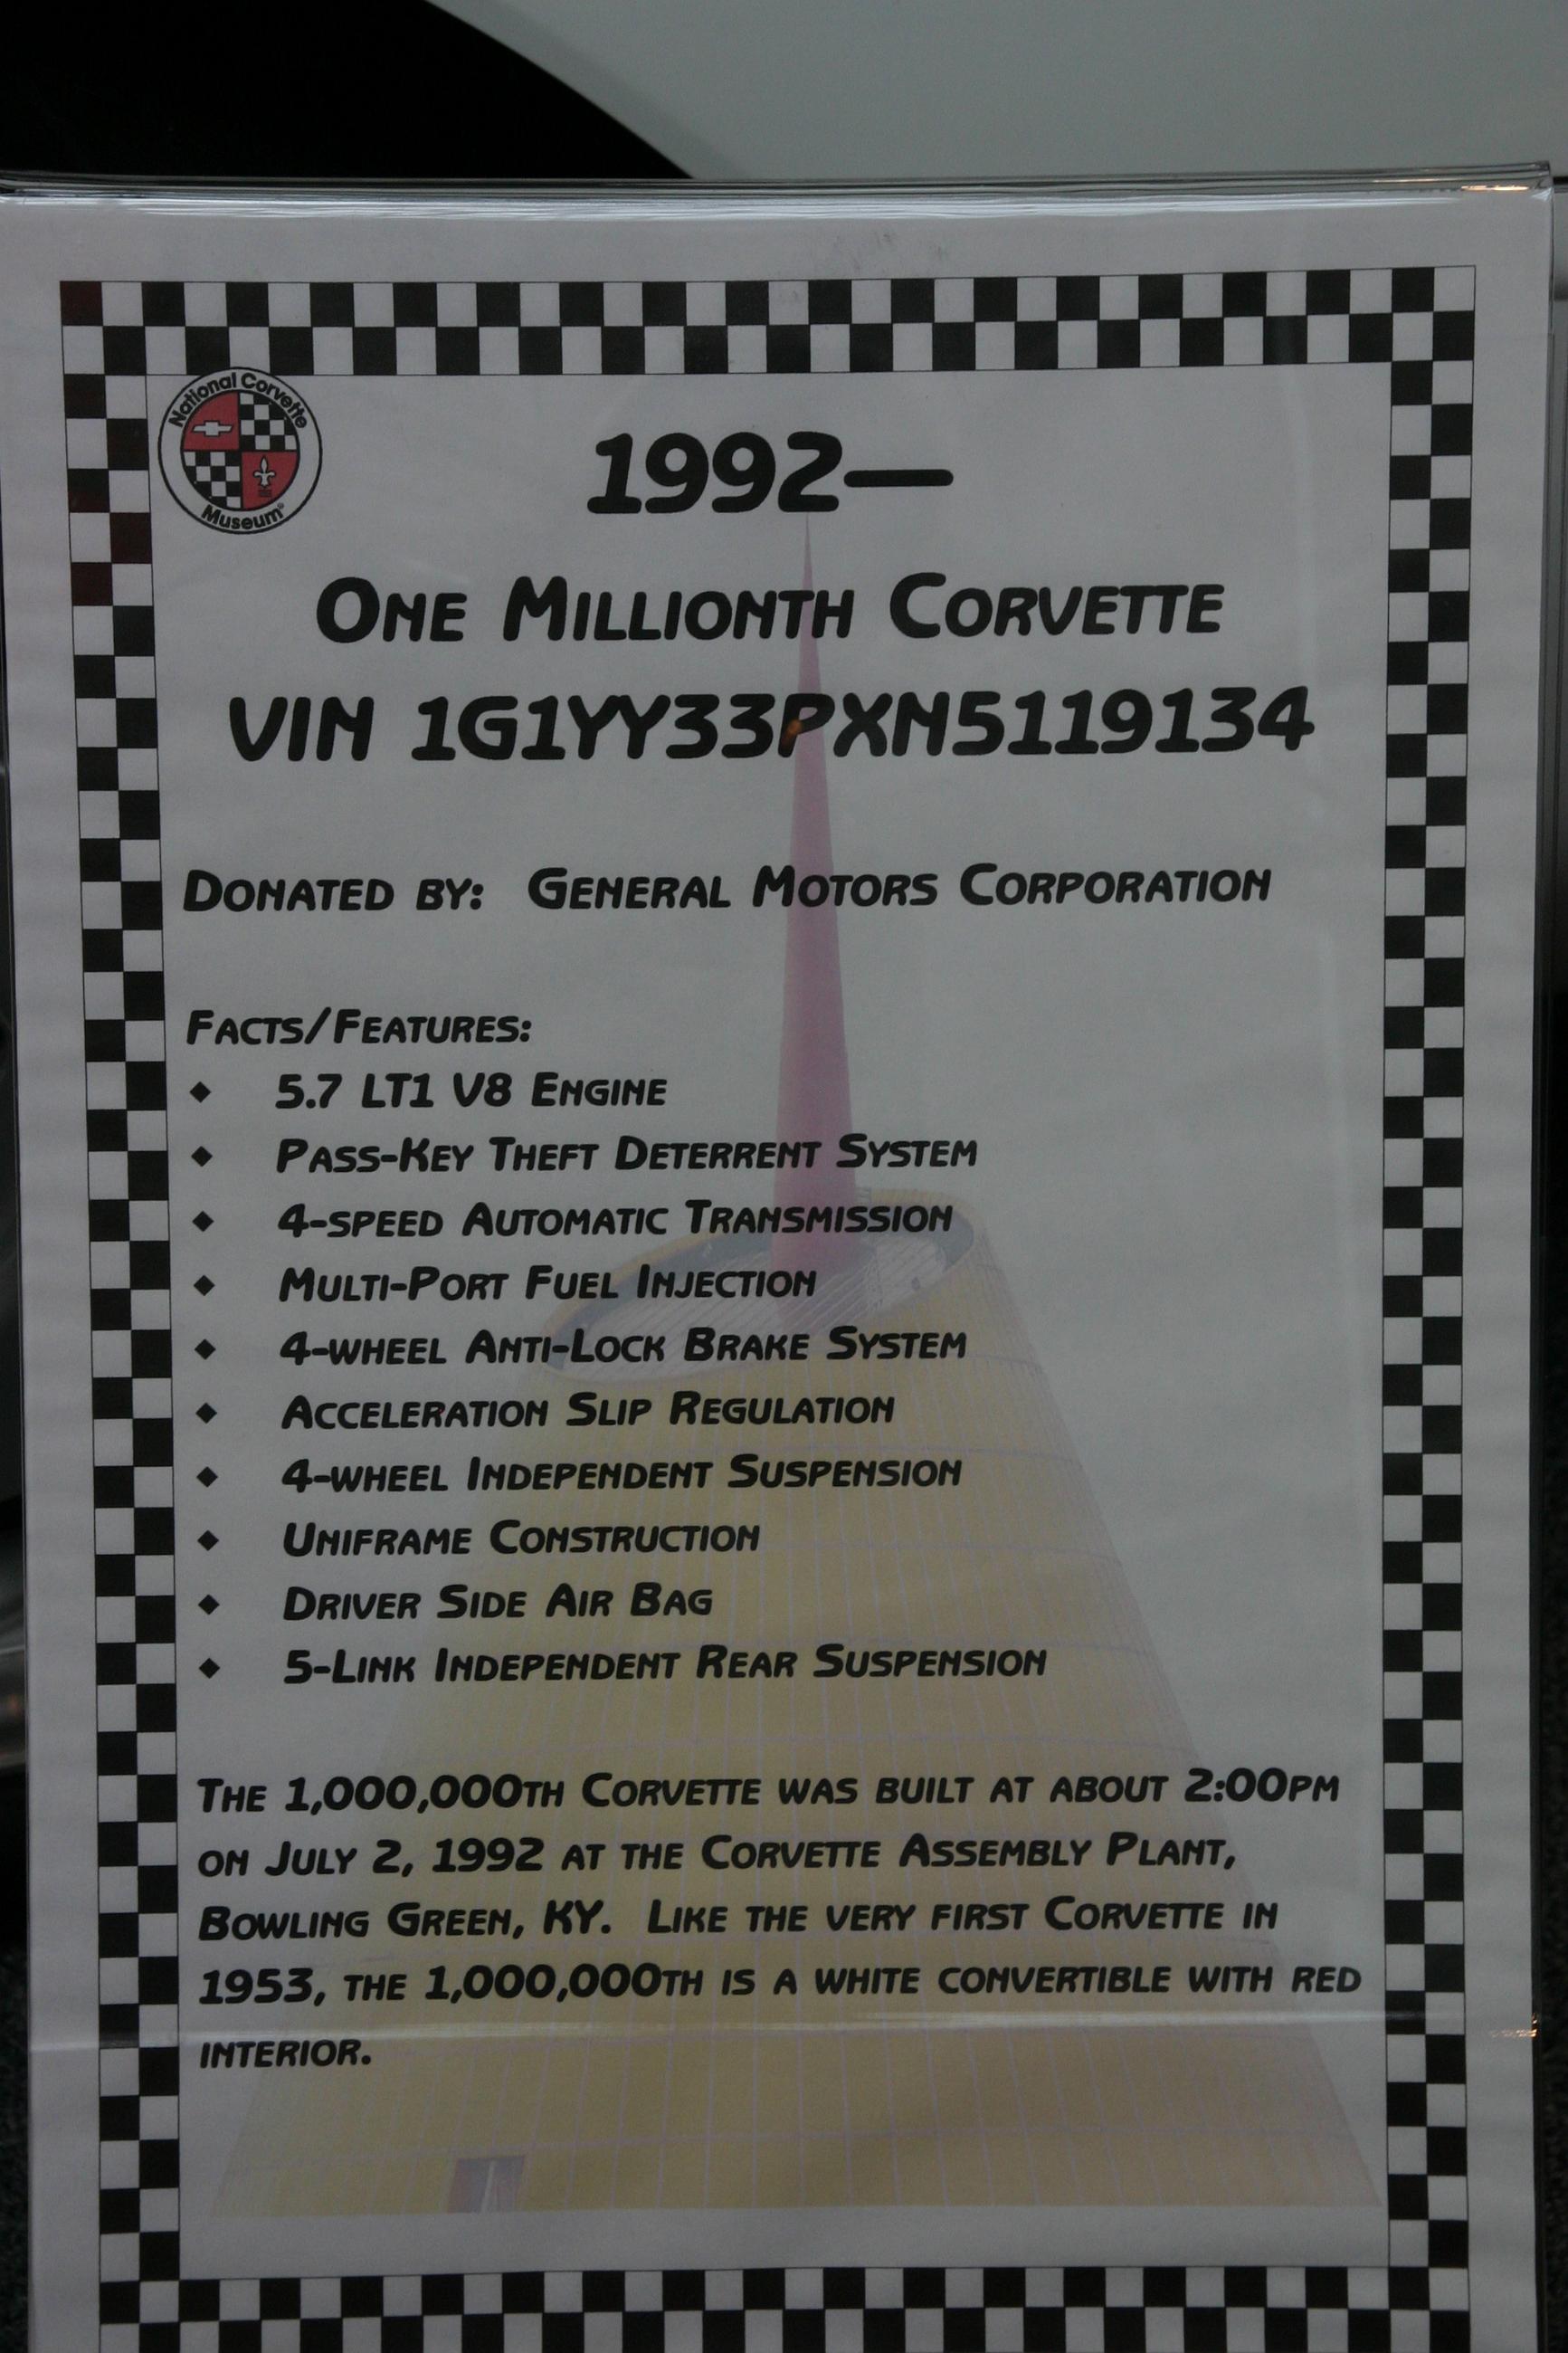 National Corvette
Museum®
1992—
One Millionth Corvette
VIN 1G1YY33PXN5119134
Donated by: General Motors Corporation
Facts/Features:
◆ 5.7 LT1 V8 Engine
◆ Pass-Key Theft Deterrent System
◆ 4-speed Automatic Transmission
◆ Multi-Port Fuel Injection
◆ 4-wheel Anti-Lock Brake System
◆ Acceleration Slip Regulation
◆ 4-wheel Independent Suspension
◆ Uniframe Construction
◆ Driver Side Air Bag
◆ 5-Link Independent Rear Suspension
The 1,000,000th Corvette was built at about 2:00pm
on July 2, 1992 at the Corvette Assembly Plant,
Bowling Green, KY. Like the very first Corvette in
1953, the 1,000,000th is a white convertible with red
interior.